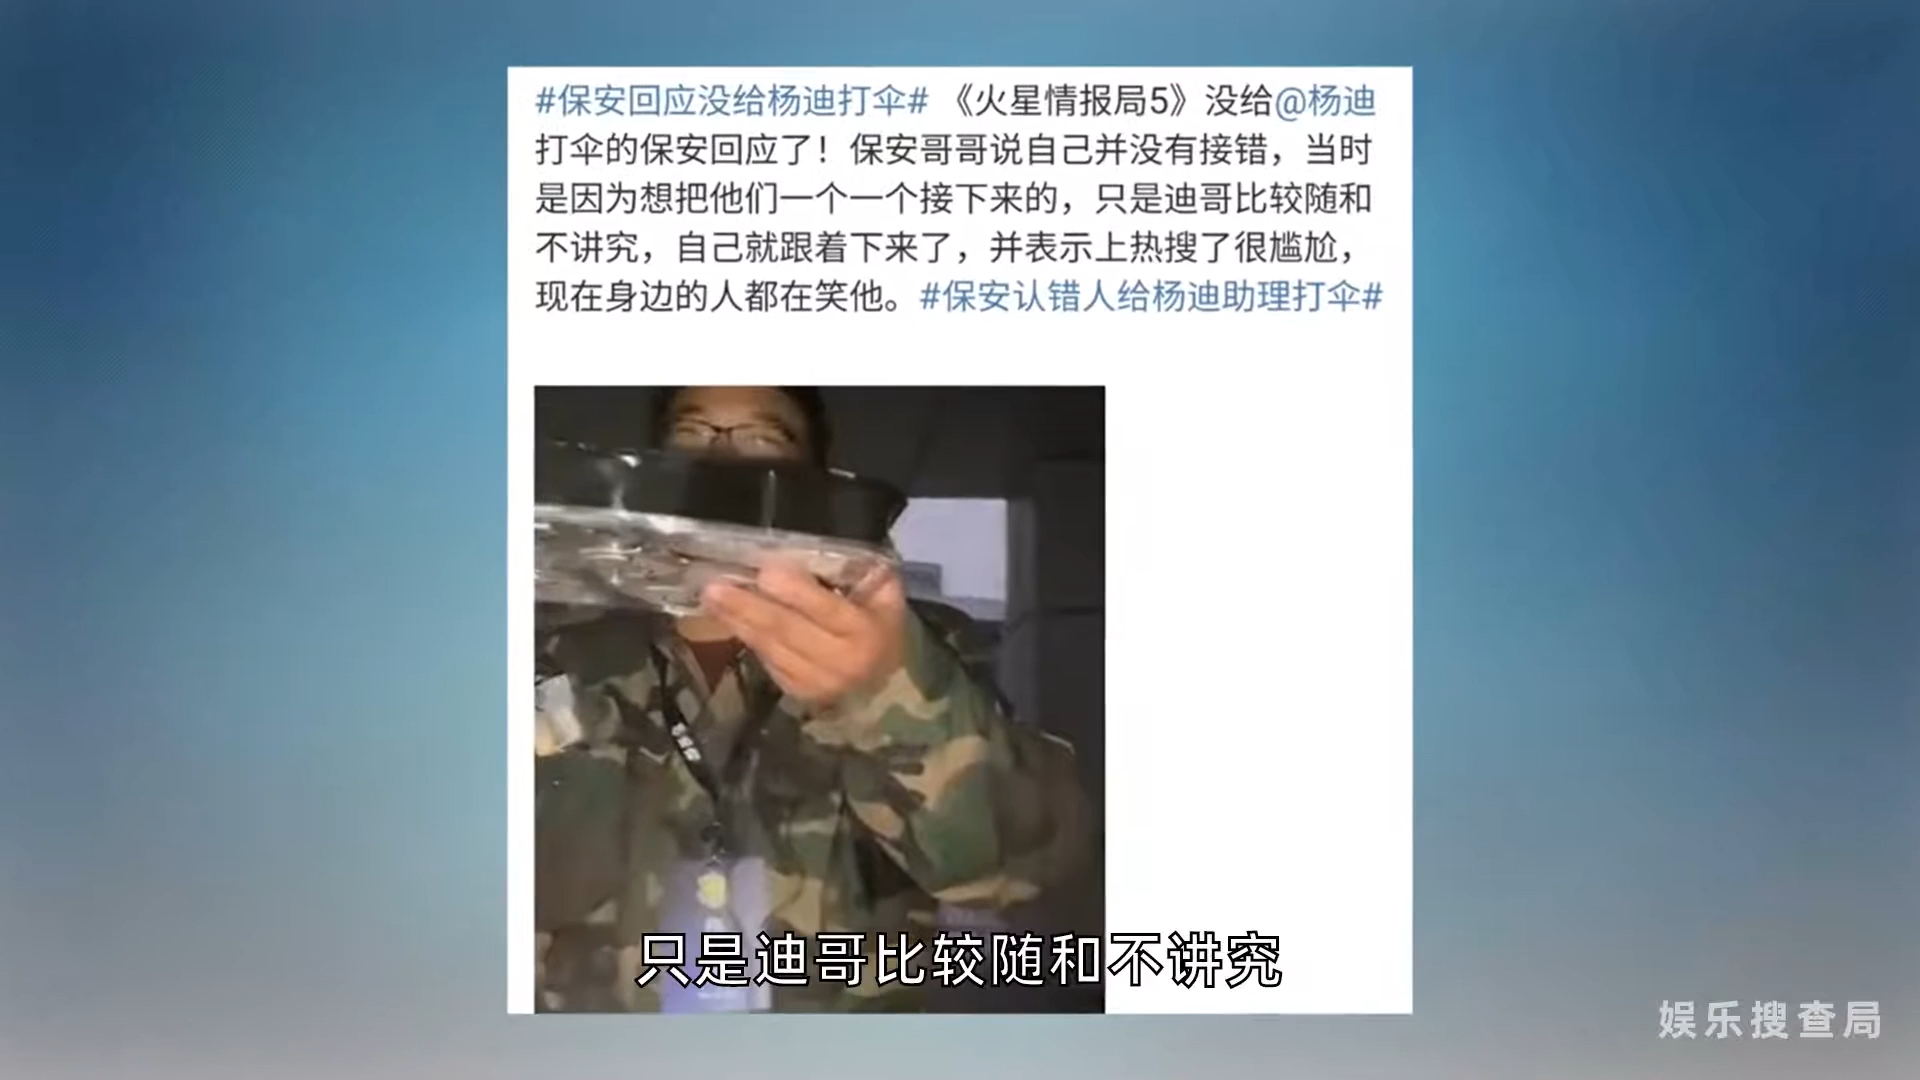 #保安回应没给杨迪打伞# 《火星情报局5》没给@杨迪
打伞的保安回应了！保安哥哥说自己并没有接错，当时
是因为想把他们一个一个接下来的，只是迪哥比较随和
不讲究，自己就跟着下来了，并表示上热搜了很尴尬，
现在身边的人都在笑他。#保安认错人给杨迪助理打伞#
只是迪哥比较随和不讲究
娱乐搜查局